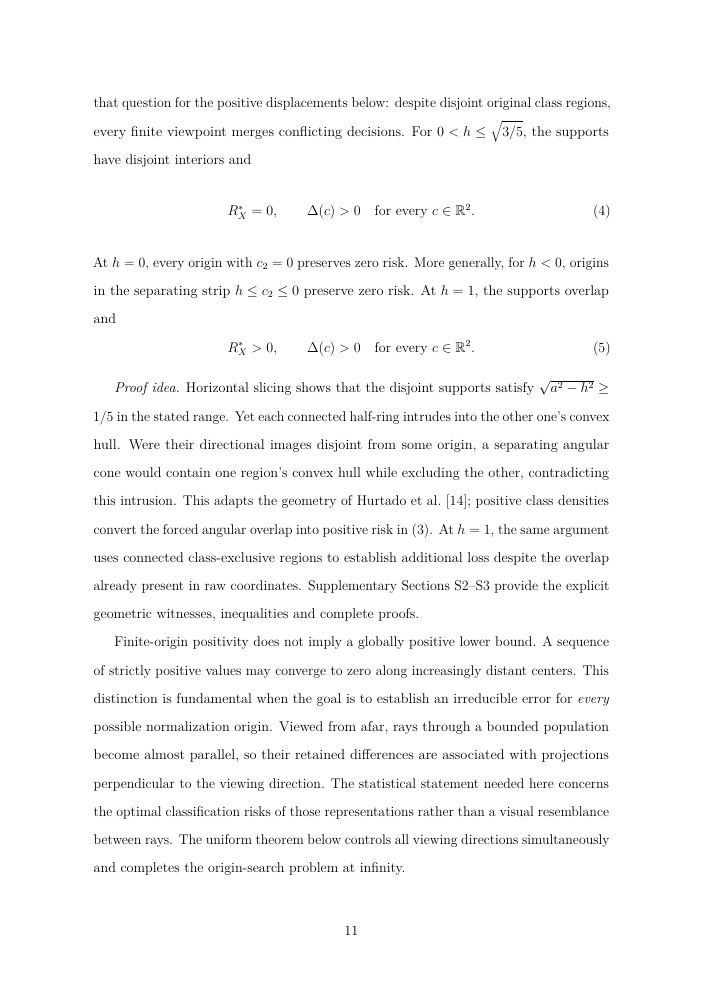 that question for the positive displacements below: despite disjoint original class regions,
every finite viewpoint merges conflicting decisions. For 0 < h ≤ √3/5, the supports
have disjoint interiors and
R*_X = 0, Δ(c) > 0 for every c ∈ ℝ². (4)
At h = 0, every origin with c₂ = 0 preserves zero risk. More generally, for h < 0, origins
in the separating strip h ≤ c₂ ≤ 0 preserve zero risk. At h = 1, the supports overlap
and
R*_X > 0, Δ(c) > 0 for every c ∈ ℝ². (5)
Proof idea. Horizontal slicing shows that the disjoint supports satisfy √a² − h² ≥
1/5 in the stated range. Yet each connected half-ring intrudes into the other one's convex
hull. Were their directional images disjoint from some origin, a separating angular
cone would contain one region's convex hull while excluding the other, contradicting
this intrusion. This adapts the geometry of Hurtado et al. [14]; positive class densities
convert the forced angular overlap into positive risk in (3). At h = 1, the same argument
uses connected class-exclusive regions to establish additional loss despite the overlap
already present in raw coordinates. Supplementary Sections S2–S3 provide the explicit
geometric witnesses, inequalities and complete proofs.
Finite-origin positivity does not imply a globally positive lower bound. A sequence
of strictly positive values may converge to zero along increasingly distant centers. This
distinction is fundamental when the goal is to establish an irreducible error for every
possible normalization origin. Viewed from afar, rays through a bounded population
become almost parallel, so their retained differences are associated with projections
perpendicular to the viewing direction. The statistical statement needed here concerns
the optimal classification risks of those representations rather than a visual resemblance
between rays. The uniform theorem below controls all viewing directions simultaneously
and completes the origin-search problem at infinity.
11